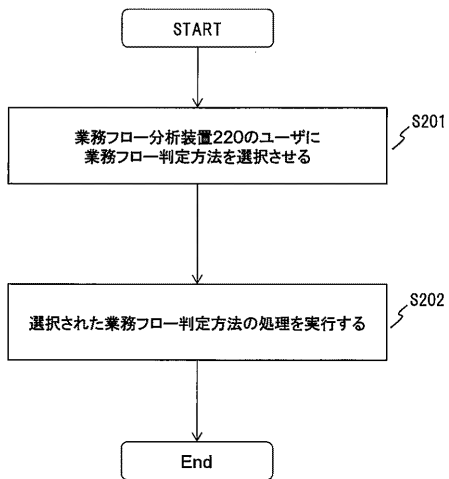 START
業務フロー分析装置220のユーザに
業務フロー判定方法を選択させる
S201
選択された業務フロー判定方法の処理を実行する
S202
End